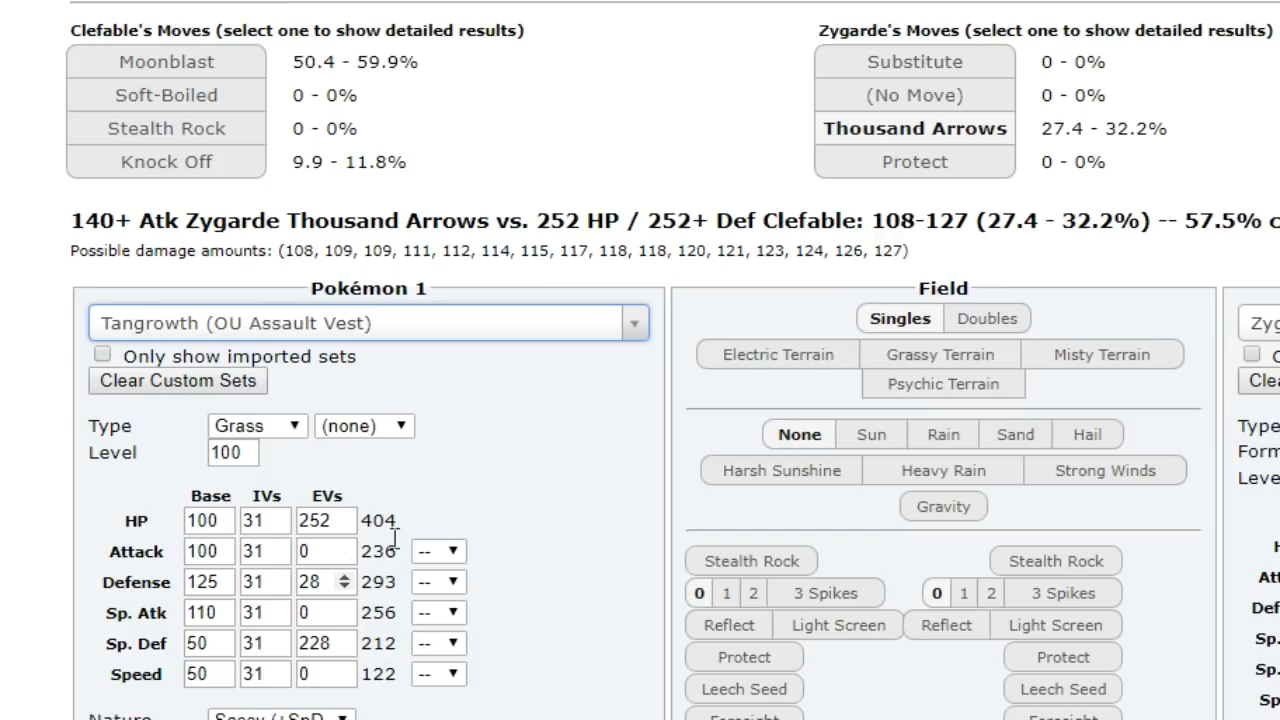 Clefable's Moves (select one to show detailed results)
Zygarde's Moves (select one to show detailed results)
Moonblast 50.4 - 59.9%
Substitute 0 - 0%
Soft-Boiled 0 - 0%
(No Move) 0 - 0%
Stealth Rock 0 - 0%
Thousand Arrows 27.4 - 32.2%
Knock Off 9.9 - 11.8%
Protect 0 - 0%
140+ Atk Zygarde Thousand Arrows vs. 252 HP / 252+ Def Clefable: 108-127 (27.4 - 32.2%) -- 57.5% c
Possible damage amounts: (108, 109, 109, 111, 112, 114, 115, 117, 118, 118, 120, 121, 123, 124, 126, 127)
Pokémon 1
Tangrowth (OU Assault Vest)
Only show imported sets
Clear Custom Sets
Type Grass (none)
Level 100
Base IVs EVs
HP 100 31 252 404
Attack 100 31 0 236 --
Defense 125 31 28 293 --
Sp. Atk 110 31 0 256 --
Sp. Def 50 31 228 212 --
Speed 50 31 0 122 --
Nature
Field
Singles Doubles
Electric Terrain Grassy Terrain Misty Terrain
Psychic Terrain
None Sun Rain Sand Hail
Harsh Sunshine Heavy Rain Strong Winds
Gravity
Stealth Rock Stealth Rock
0 1 2 3 Spikes 0 1 2 3 Spikes
Reflect Light Screen Reflect Light Screen
Protect Protect
Leech Seed Leech Seed
Foresight Foresight
Zyg
Clea
Type
Form
Leve
Att
Defe
Sp.
Sp.
Sp